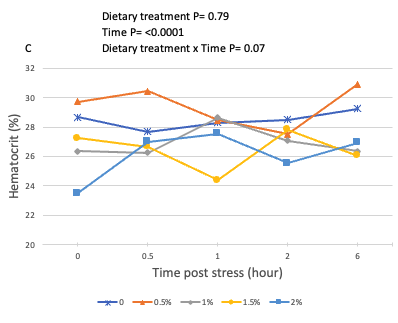 Dietary treatment P= 0.79
Time P= <0.0001
C
Dietary treatment x Time P= 0.07
32
30
28
26
24
22
20
Hematocrit (%)
0
0.5
1
2
6
Time post stress (hour)
0
0.5%
1%
1.5%
2%